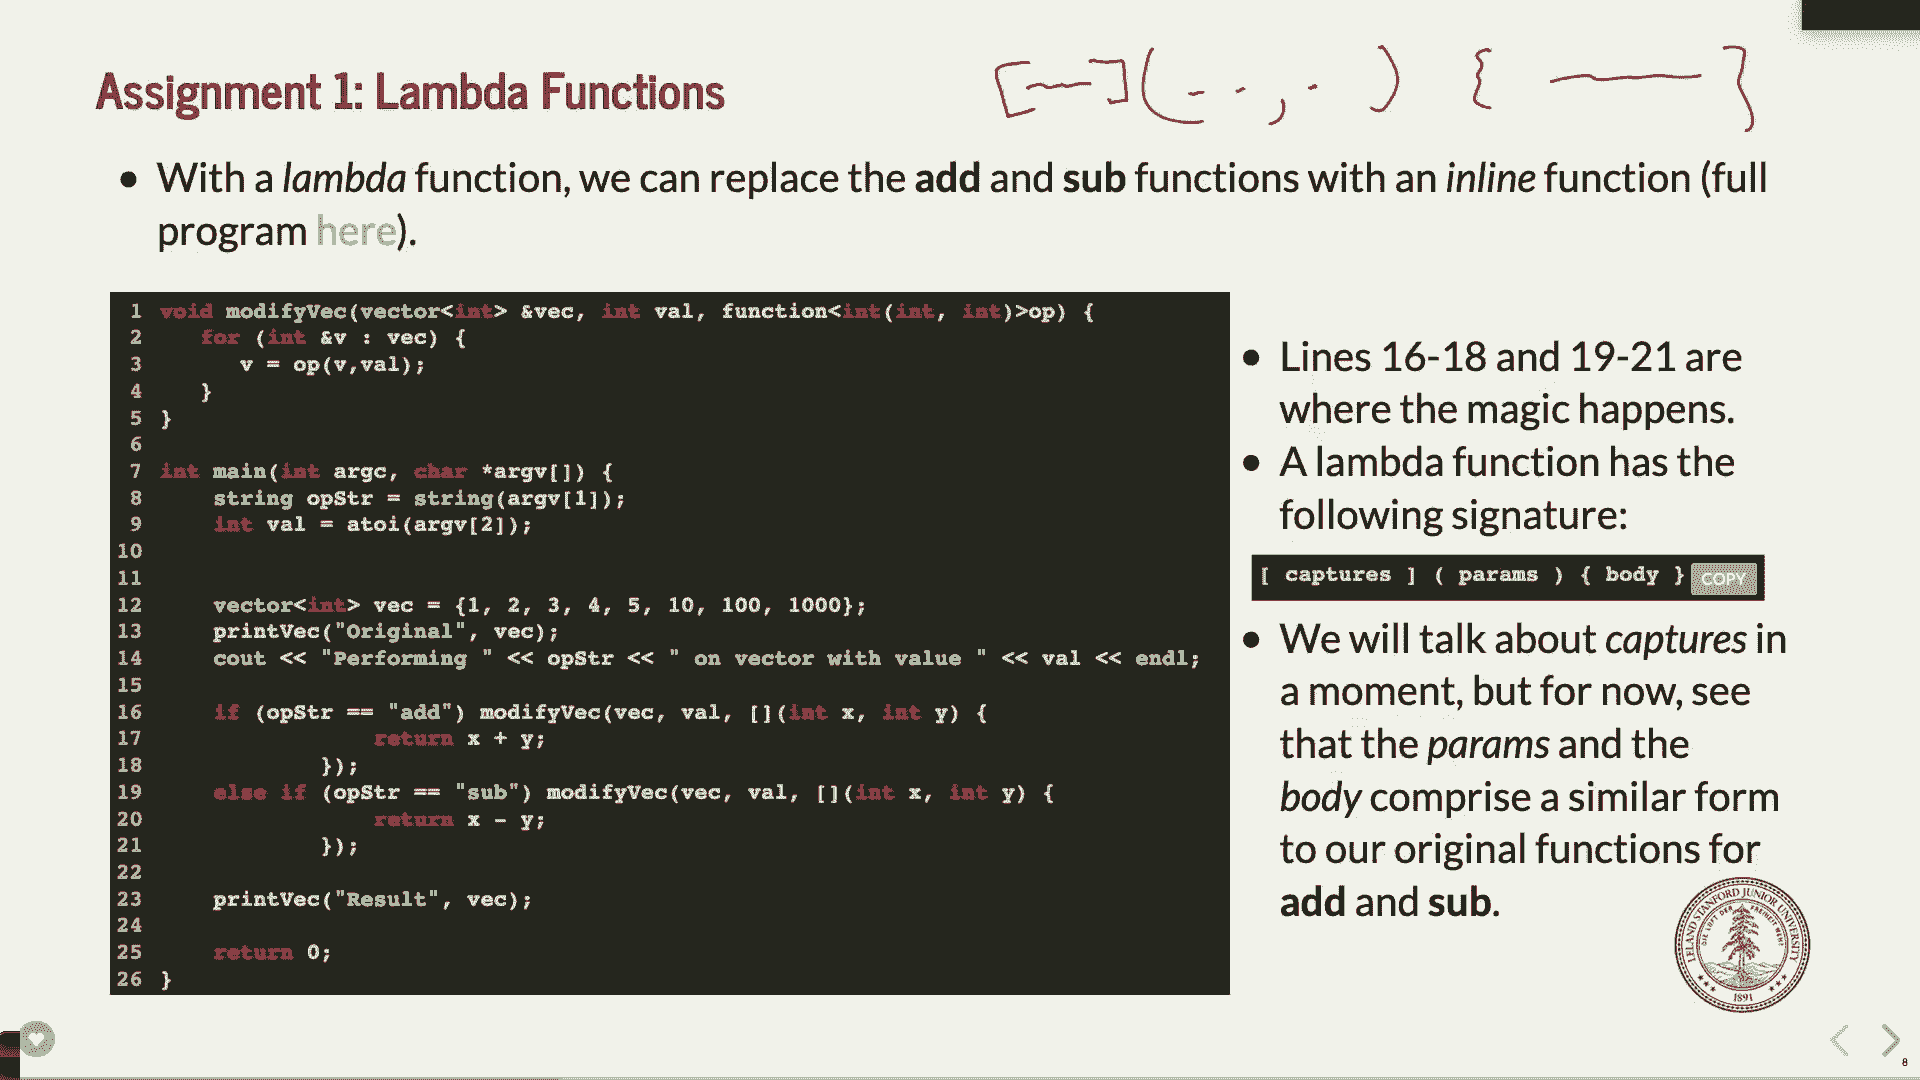 Assignment 1: Lambda Functions
[—](- - , - ) { — }
• With a lambda function, we can replace the add and sub functions with an inline function (full
program here).
1 void modifyVec(vector<int> &vec, int val, function<int(int, int)>op) {
2    for (int &v : vec) {
3       v = op(v,val);
4    }
5 }
6
7 int main(int argc, char *argv[]) {
8     string opStr = string(argv[1]);
9     int val = atoi(argv[2]);
10
11
12     vector<int> vec = {1, 2, 3, 4, 5, 10, 100, 1000};
13     printVec("Original", vec);
14     cout << "Performing " << opStr << " on vector with value " << val << endl;
15
16     if (opStr == "add") modifyVec(vec, val, [](int x, int y) {
17                 return x + y;
18             });
19     else if (opStr == "sub") modifyVec(vec, val, [](int x, int y) {
20                 return x - y;
21             });
22
23     printVec("Result", vec);
24
25     return 0;
26 }
• Lines 16-18 and 19-21 are
where the magic happens.
• A lambda function has the
following signature:
[ captures ] ( params ) { body } COPY
• We will talk about captures in
a moment, but for now, see
that the params and the
body comprise a similar form
to our original functions for
add and sub.
LELAND STANFORD JUNIOR UNIVERSITY
DIE LUFT DER FREIHEIT WEHT
1891
8